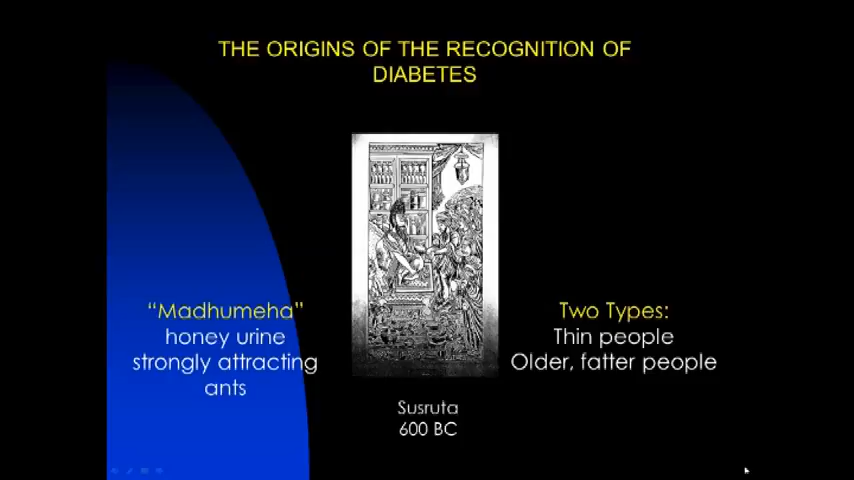 THE ORIGINS OF THE RECOGNITION OF
DIABETES
“Madhumeha”
honey urine
strongly attracting
ants
Two Types:
Thin people
Older, fatter people
Susruta
600 BC